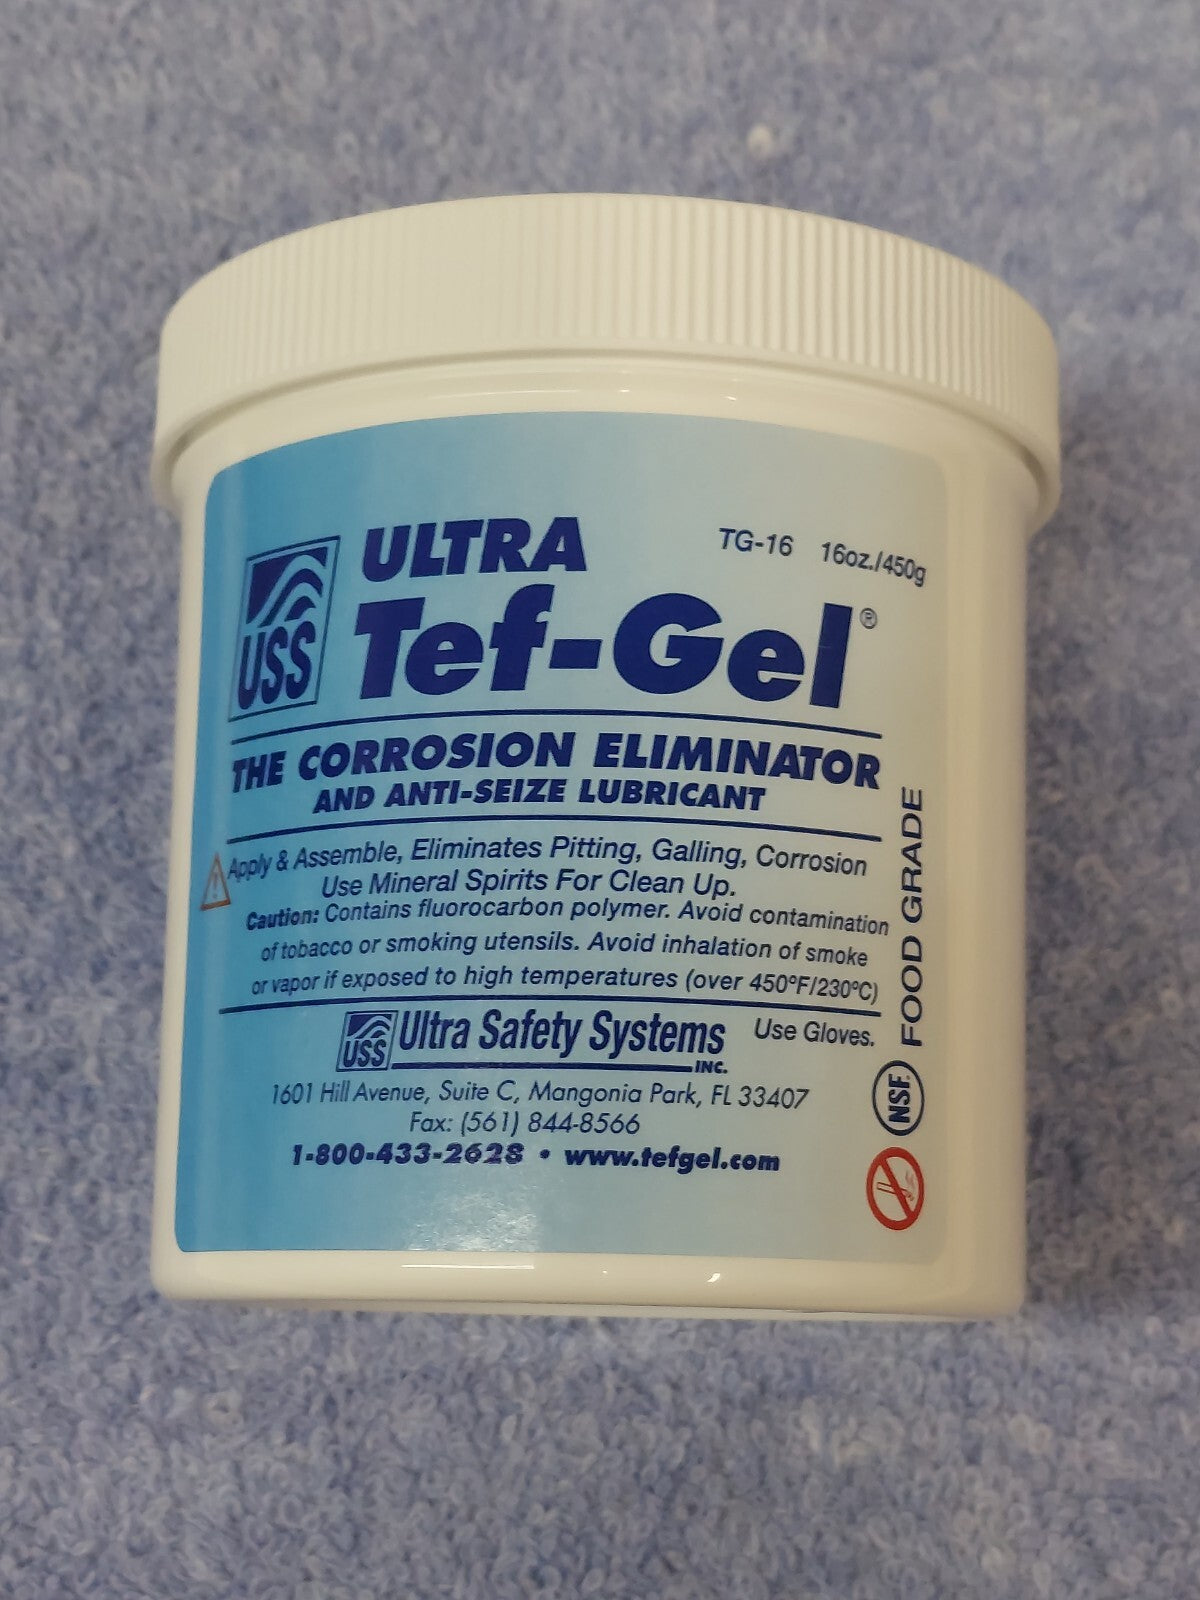 ULTRA
TG-16 16oz./450g
Tef-Gel®
USS
THE CORROSION ELIMINATOR
AND ANTI-SEIZE LUBRICANT
Apply & Assemble, Eliminates Pitting, Galling, Corrosion
Use Mineral Spirits For Clean Up.
Caution: Contains fluorocarbon polymer. Avoid contamination
of tobacco or smoking utensils. Avoid inhalation of smoke
or vapor if exposed to high temperatures (over 450ºF/230ºC)
USS Ultra Safety Systems INC.
Use Gloves.
1601 Hill Avenue, Suite C, Mangonia Park, FL 33407
Fax: (561) 844-8566
1-800-433-2628 • www.tefgel.com
NSF. FOOD GRADE